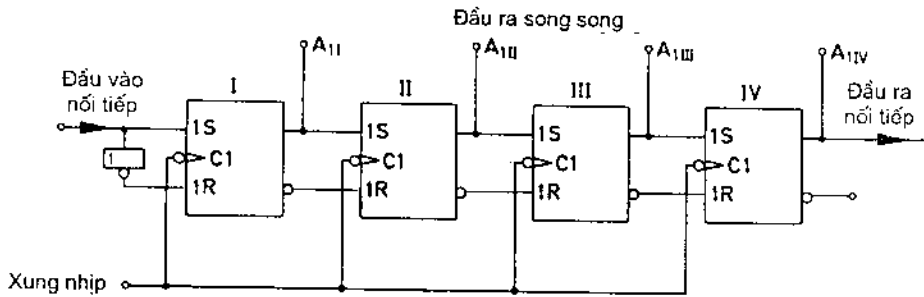 Đầu ra song song
A1I
A1II
A1III
A1IV
Đầu vào
nối tiếp
I
II
III
IV
Đầu ra
nối tiếp
1S
C1
1R
1
1S
C1
1R
1S
C1
1R
1S
C1
1R
Xung nhịp